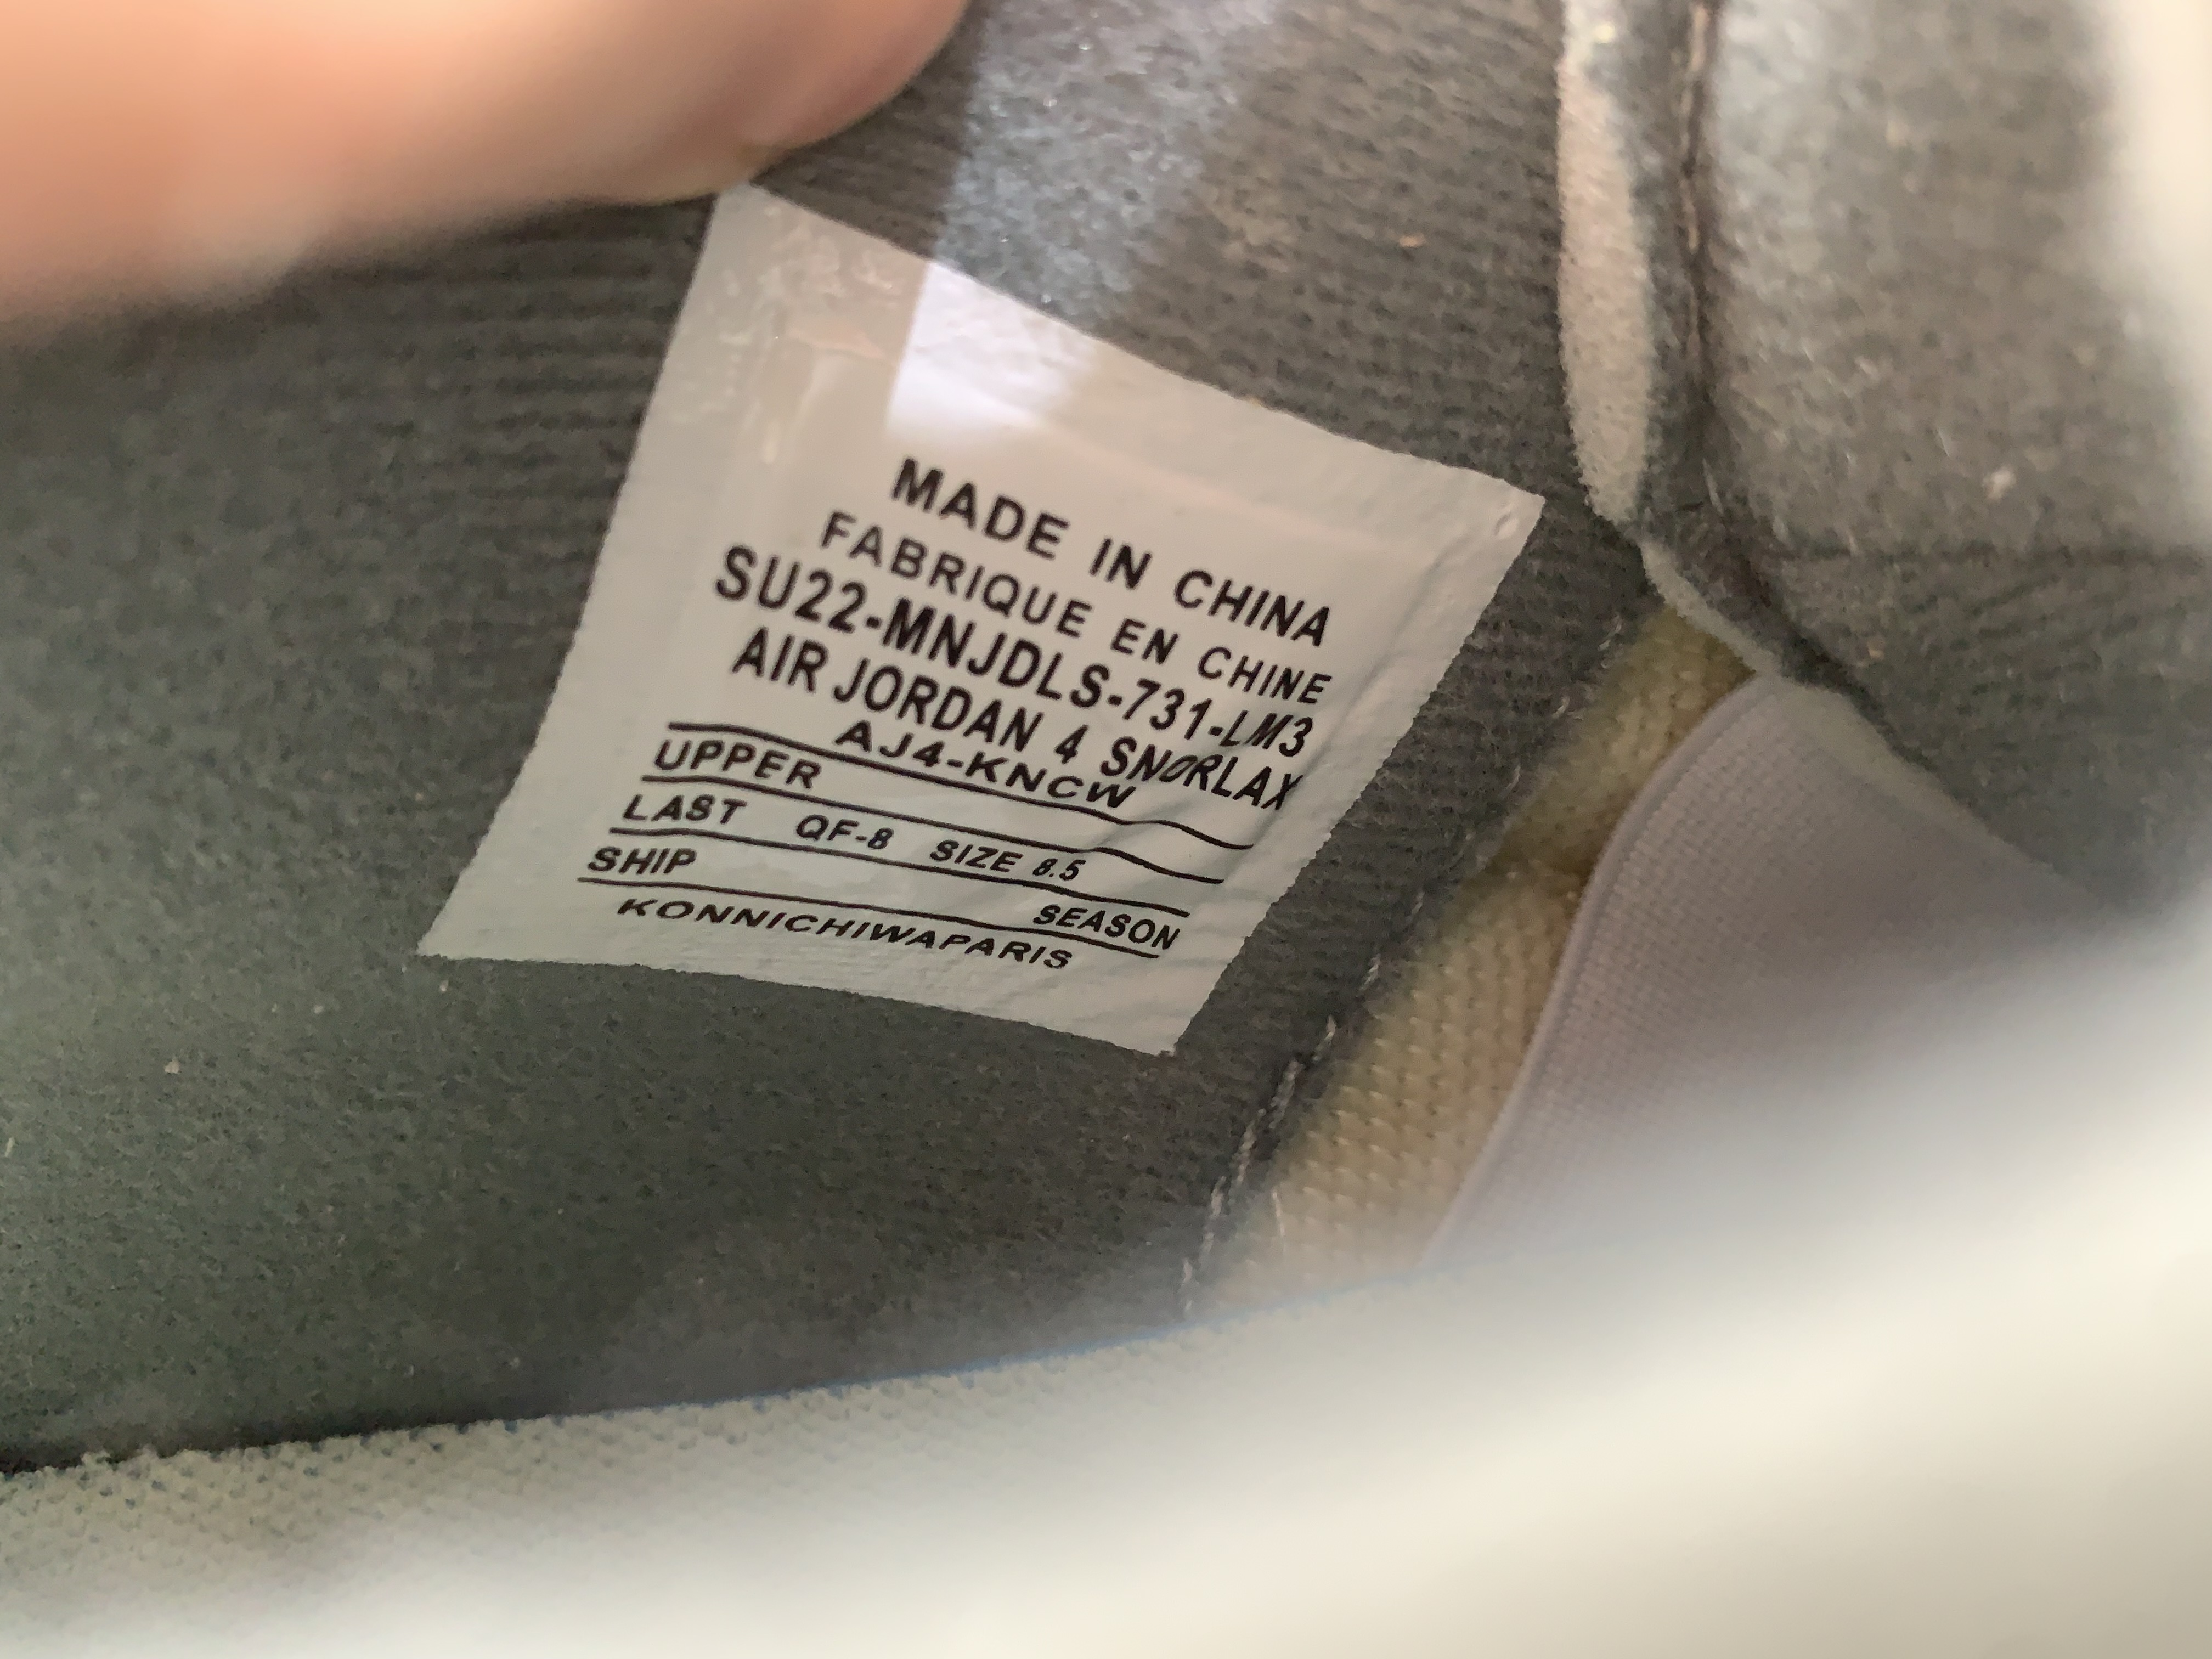 MADE IN CHINA
FABRIQUE EN CHINE
SU22-MNJDLS-731-LM3
AIR JORDAN 4 SNORLAX
AJ4-KNCW
UPPER
LAST QF-8 SIZE 8.5
SHIP SEASON
KONNICHIWAPARIS